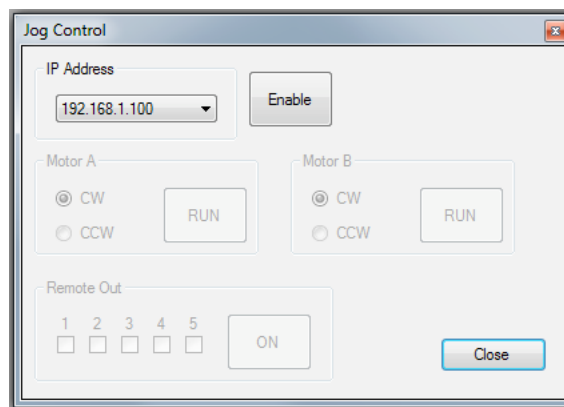 Jog Control
IP Address
192.168.1.100
Enable
Motor A
CW
CCW
RUN
Motor B
CW
CCW
RUN
Remote Out
1 2 3 4 5
ON
Close